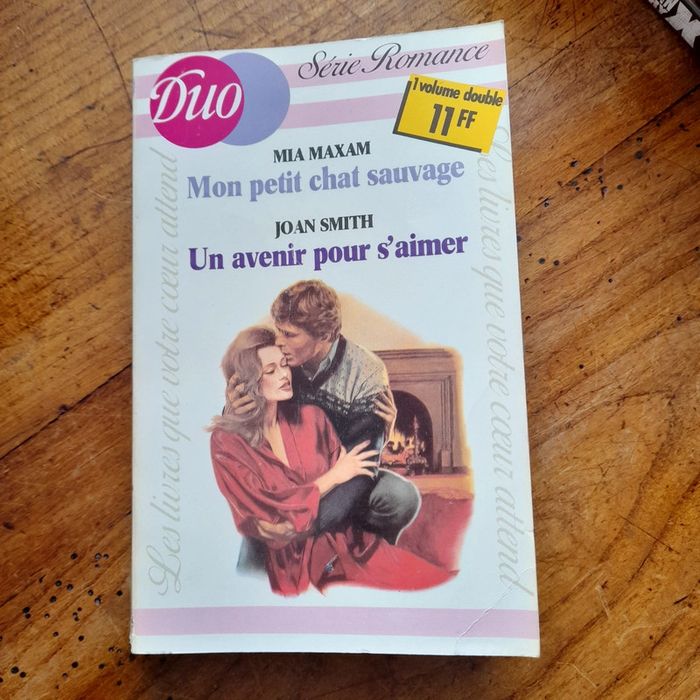 Duo
Série Romance
1 volume double
11 FF
MIA MAXAM
Mon petit chat sauvage
JOAN SMITH
Un avenir pour s'aimer
Les livres que votre cœur attend
Les livres que votre cœur attend